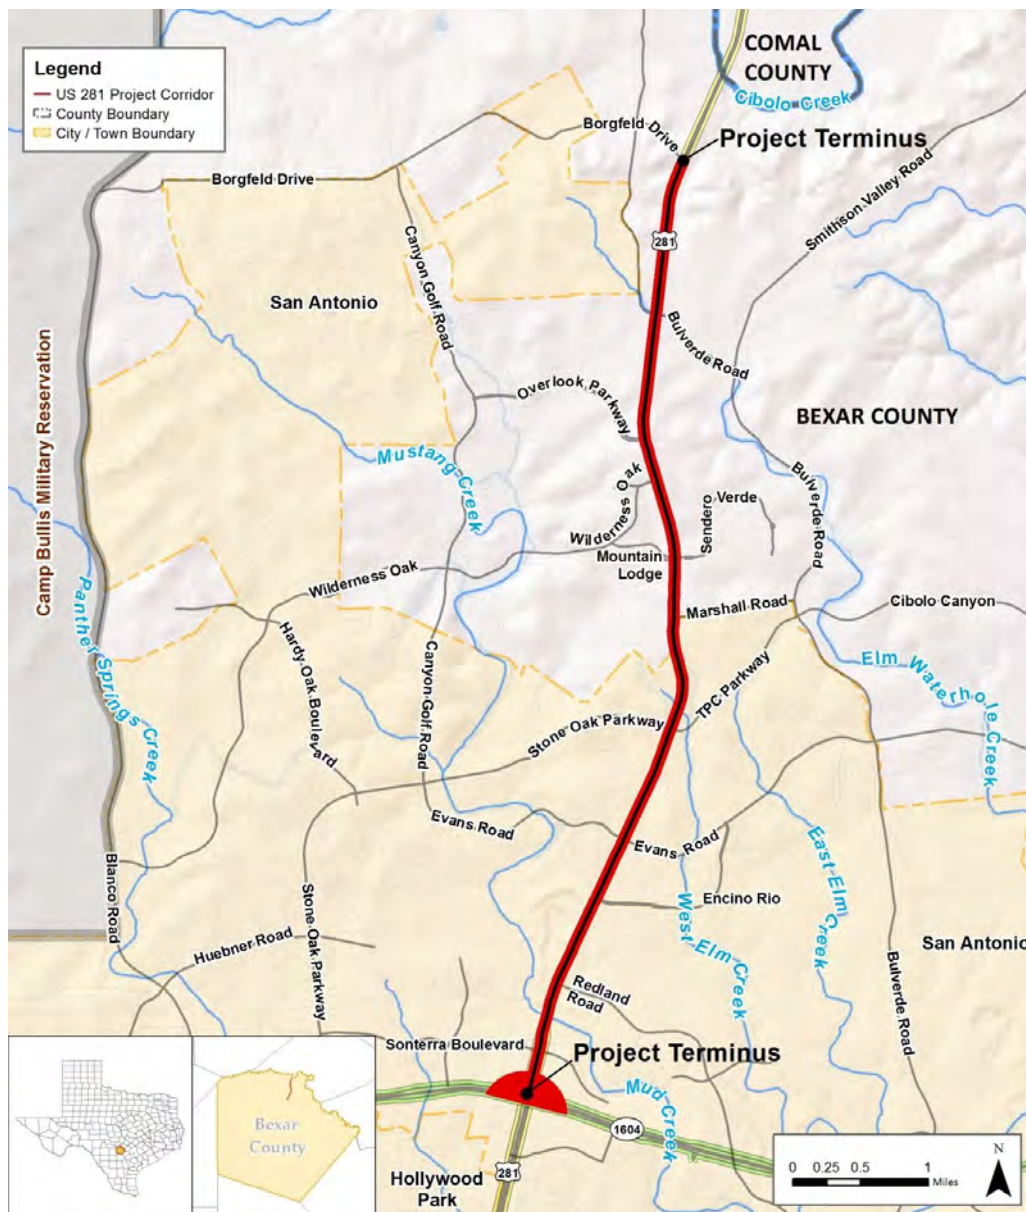 COMAL
COUNTY
Cibolo Creek
Legend
US 281 Project Corridor
County Boundary
City / Town Boundary
Borgfeld Drive
Project Terminus
Borgfeld Drive
Smithson Valley Road
281
Canyon Golf Road
San Antonio
Bulverde Road
Camp Bullis Military Reservation
Overlook Parkway
BEXAR COUNTY
Mustang Creek
Wilderness Oak
Sendero Verde
Bulverde Road
Wilderness Oak
Mountain
Lodge
Panther Springs Creek
Marshall Road
Cibolo Canyon
Hardy Oak Boulevard
Canyon Golf Road
Elm Waterhole Creek
TPC Parkway
Stone Oak Parkway
Evans Road
Evans Road
East Elm Creek
Blanco Road
Stone Oak Parkway
Encino Rio
West Elm Creek
Huebner Road
San Antonio
Bulverde Road
Redland
Road
Sonterra Boulevard
Project Terminus
Mud Creek
1604
Bexar
County
281
Hollywood
Park
N
0 0.25 0.5 1
Miles